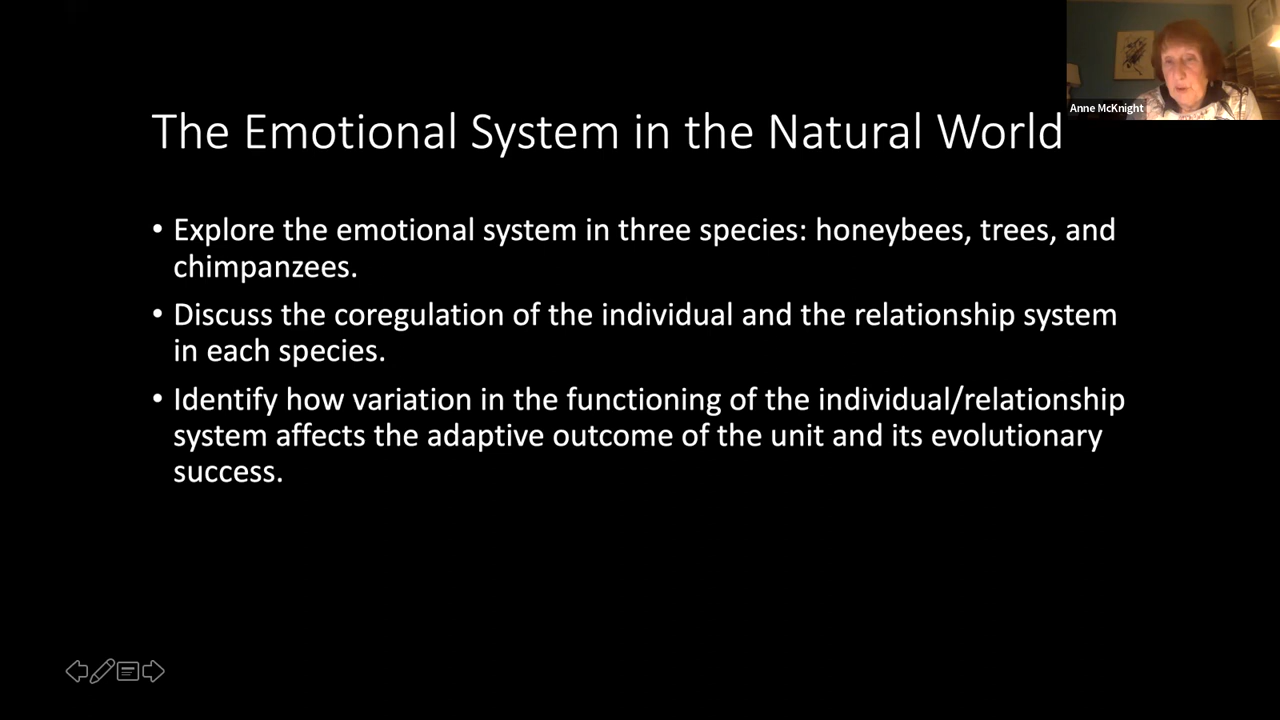 Anne McKnight
The Emotional System in the Natural World
• Explore the emotional system in three species: honeybees, trees, and
chimpanzees.
• Discuss the coregulation of the individual and the relationship system
in each species.
• Identify how variation in the functioning of the individual/relationship
system affects the adaptive outcome of the unit and its evolutionary
success.